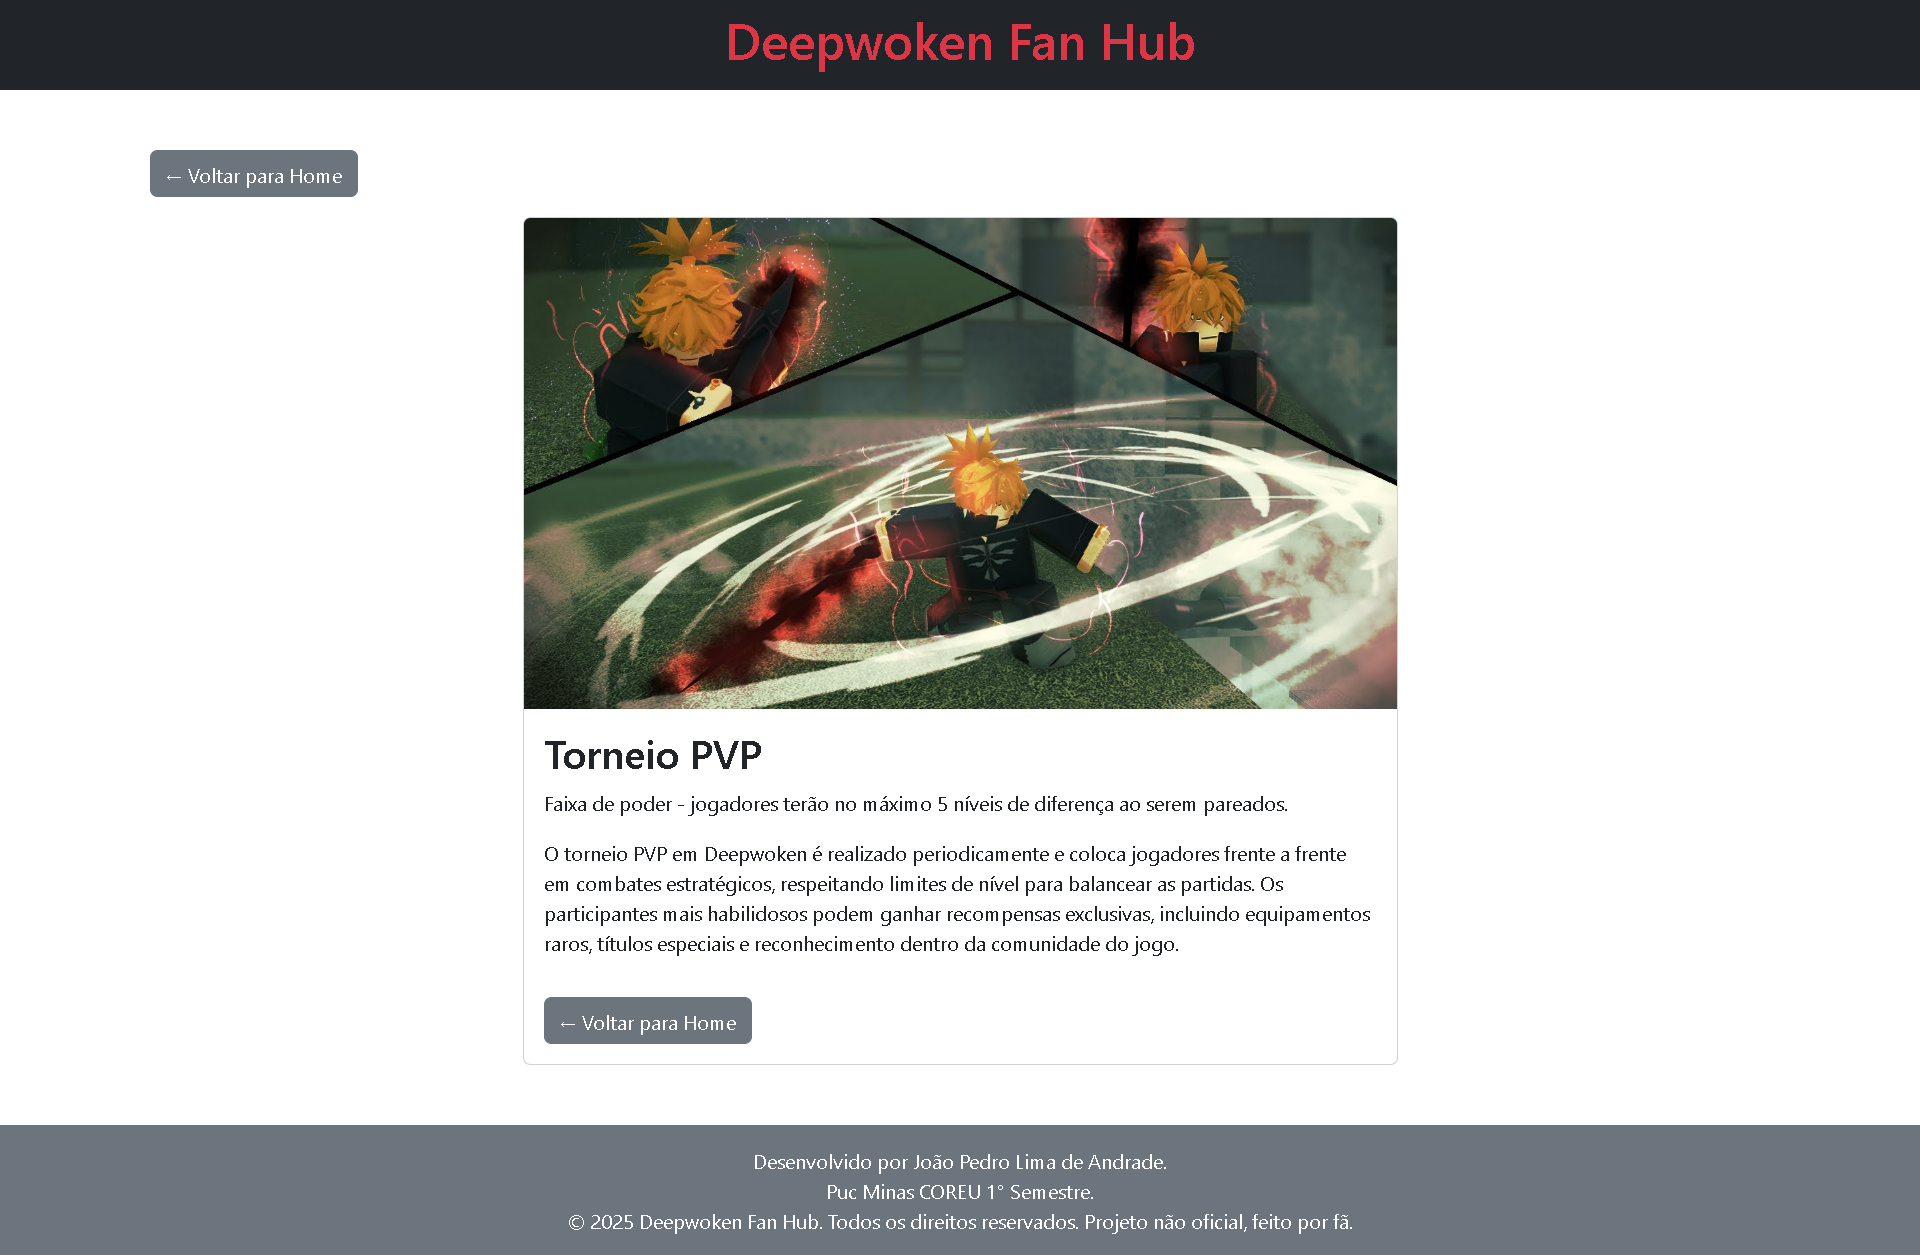 Deepwoken Fan Hub
← Voltar para Home
Torneio PVP
Faixa de poder - jogadores terão no máximo 5 níveis de diferença ao serem pareados.
O torneio PVP em Deepwoken é realizado periodicamente e coloca jogadores frente a frente
em combates estratégicos, respeitando limites de nível para balancear as partidas. Os
participantes mais habilidosos podem ganhar recompensas exclusivas, incluindo equipamentos
raros, títulos especiais e reconhecimento dentro da comunidade do jogo.
← Voltar para Home
Desenvolvido por João Pedro Lima de Andrade.
Puc Minas COREU 1° Semestre.
© 2025 Deepwoken Fan Hub. Todos os direitos reservados. Projeto não oficial, feito por fã.